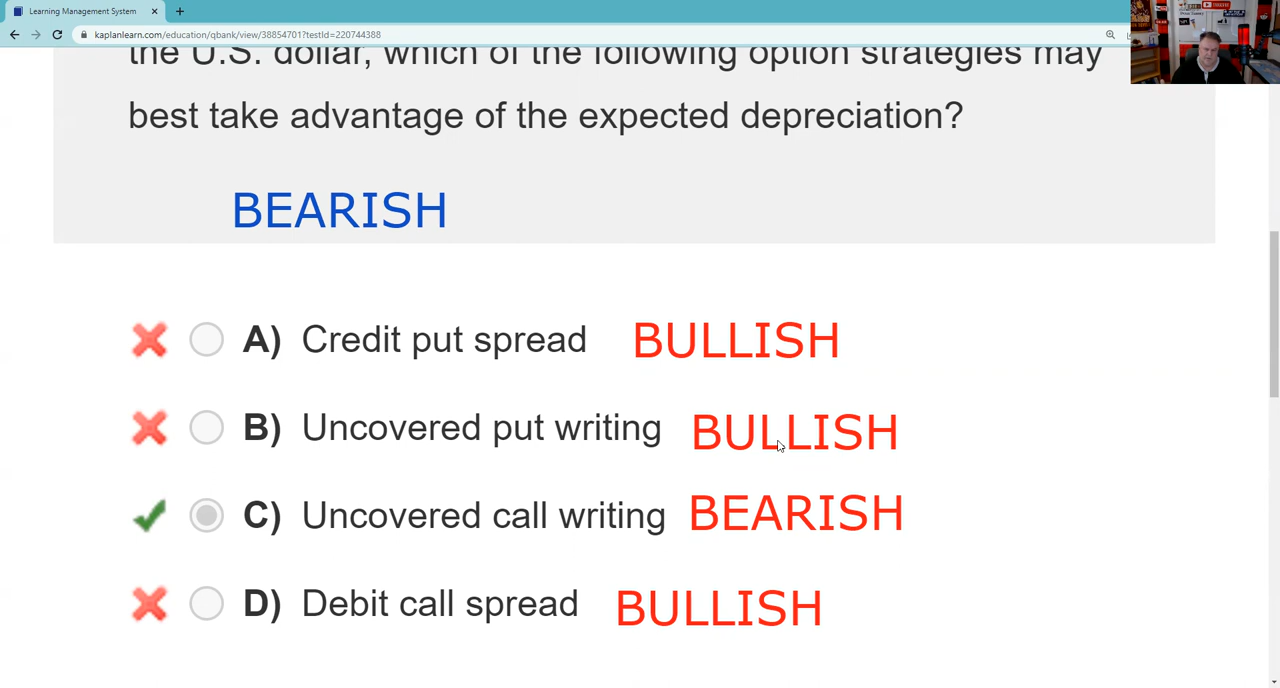 Learning Management System
kaplanlearn.com/education/qbank/view/38854701?testId=220744388
the U.S. dollar, which of the following option strategies may
best take advantage of the expected depreciation?
BEARISH
A) Credit put spread BULLISH
B) Uncovered put writing BULLISH
C) Uncovered call writing BEARISH
D) Debit call spread BULLISH